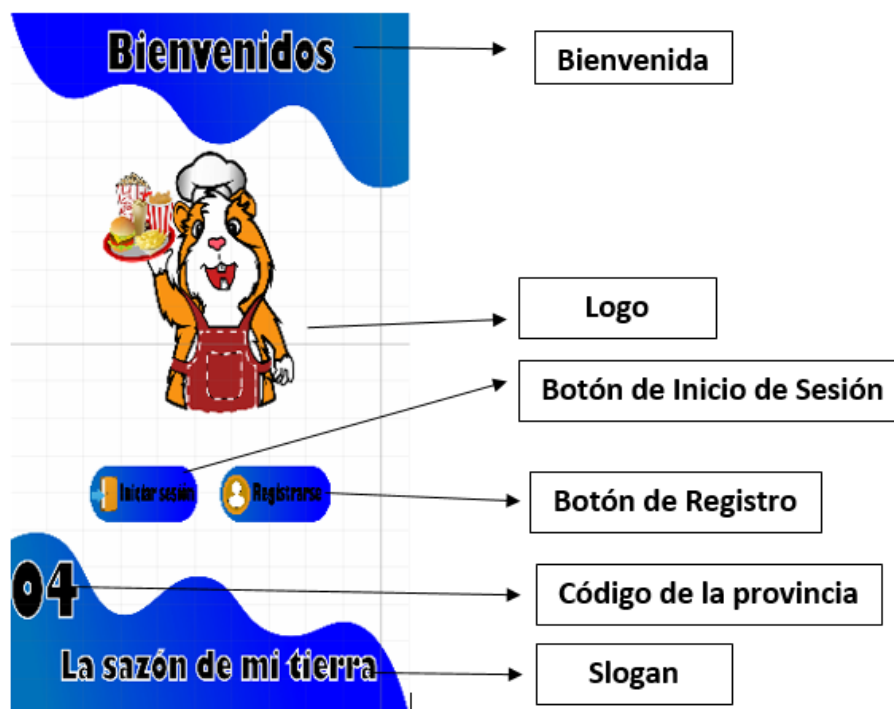 Bienvenidos
Bienvenida
Logo
Botón de Inicio de Sesión
Iniciar sesión
Registrarse
Botón de Registro
04
Código de la provincia
La sazón de mi tierra
Slogan